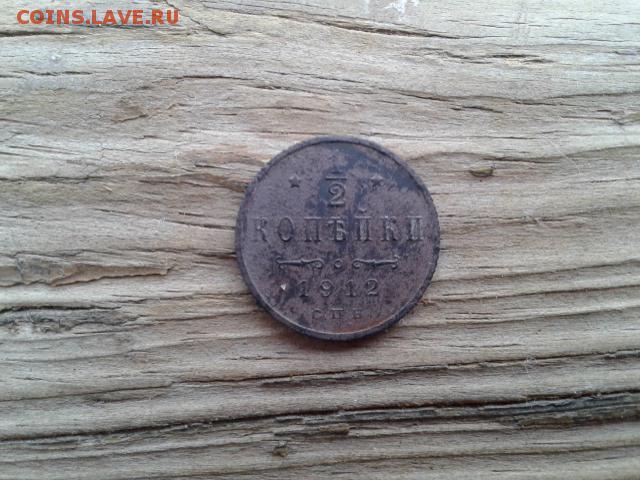 COINS.LAVE.RU
1/2
КОПѢЙКИ
1912
С.П.Б.